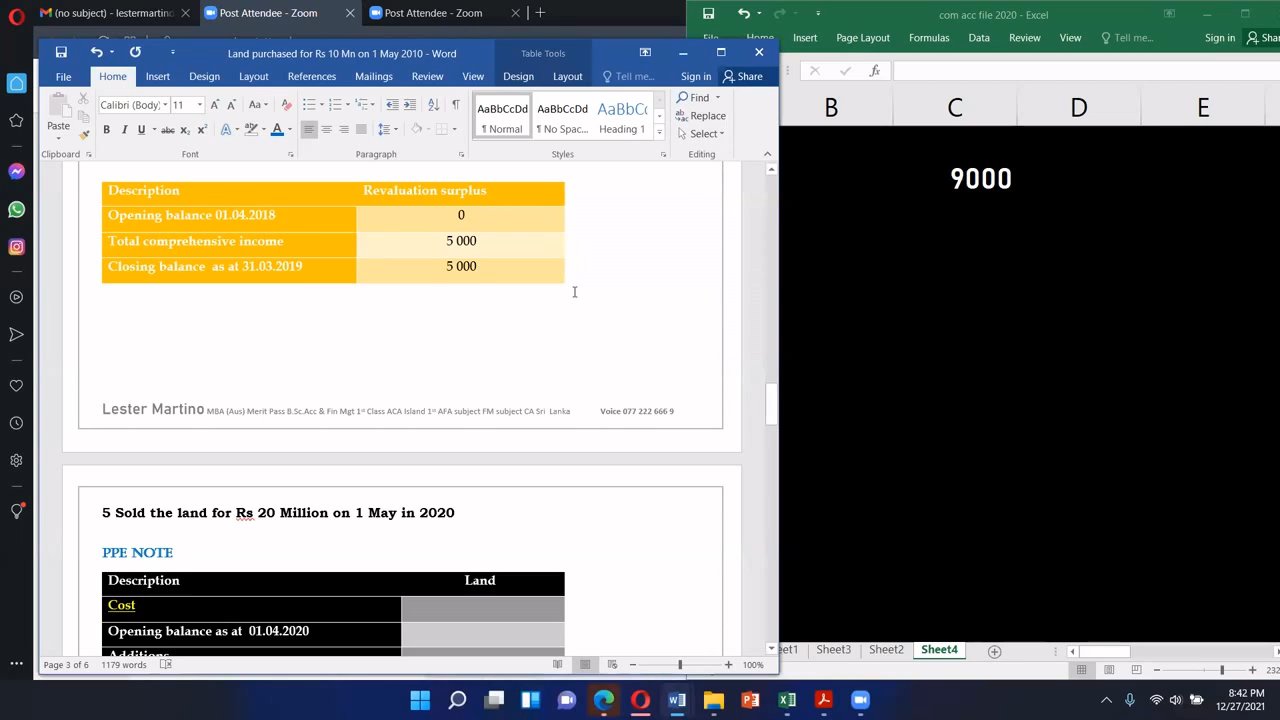 (no subject) - lestermartind
Post Attendee - Zoom
Post Attendee - Zoom
com acc file 2020 - Excel
Land purchased for Rs 10 Mn on 1 May 2010 - Word
Table Tools
File Home Insert Design Layout References Mailings Review View Design Layout Tell me... Sign in Share
Insert Page Layout Formulas Data Review View Tell me... Sign in Shar
Paste
Clipboard
Calibri (Body) 11
Font
Paragraph
AaBbCcDd AaBbCcDd AaBbC
¶ Normal ¶ No Spac... Heading 1
Styles
Find
Replace
Select
Editing
B C D E
9000
Description Revaluation surplus
Opening balance 01.04.2018 0
Total comprehensive income 5 000
Closing balance as at 31.03.2019 5 000
Lester Martino MBA (Aus) Merit Pass B.Sc.Acc & Fin Mgt 1st Class ACA Island 1st AFA subject FM subject CA Sri Lanka Voice 077 222 666 9
5 Sold the land for Rs 20 Million on 1 May in 2020
PPE NOTE
Description Land
Cost
Opening balance as at 01.04.2020
Additions
Page 3 of 6 1179 words 100%
Sheet3 Sheet2 Sheet4
232
8:42 PM
12/27/2021